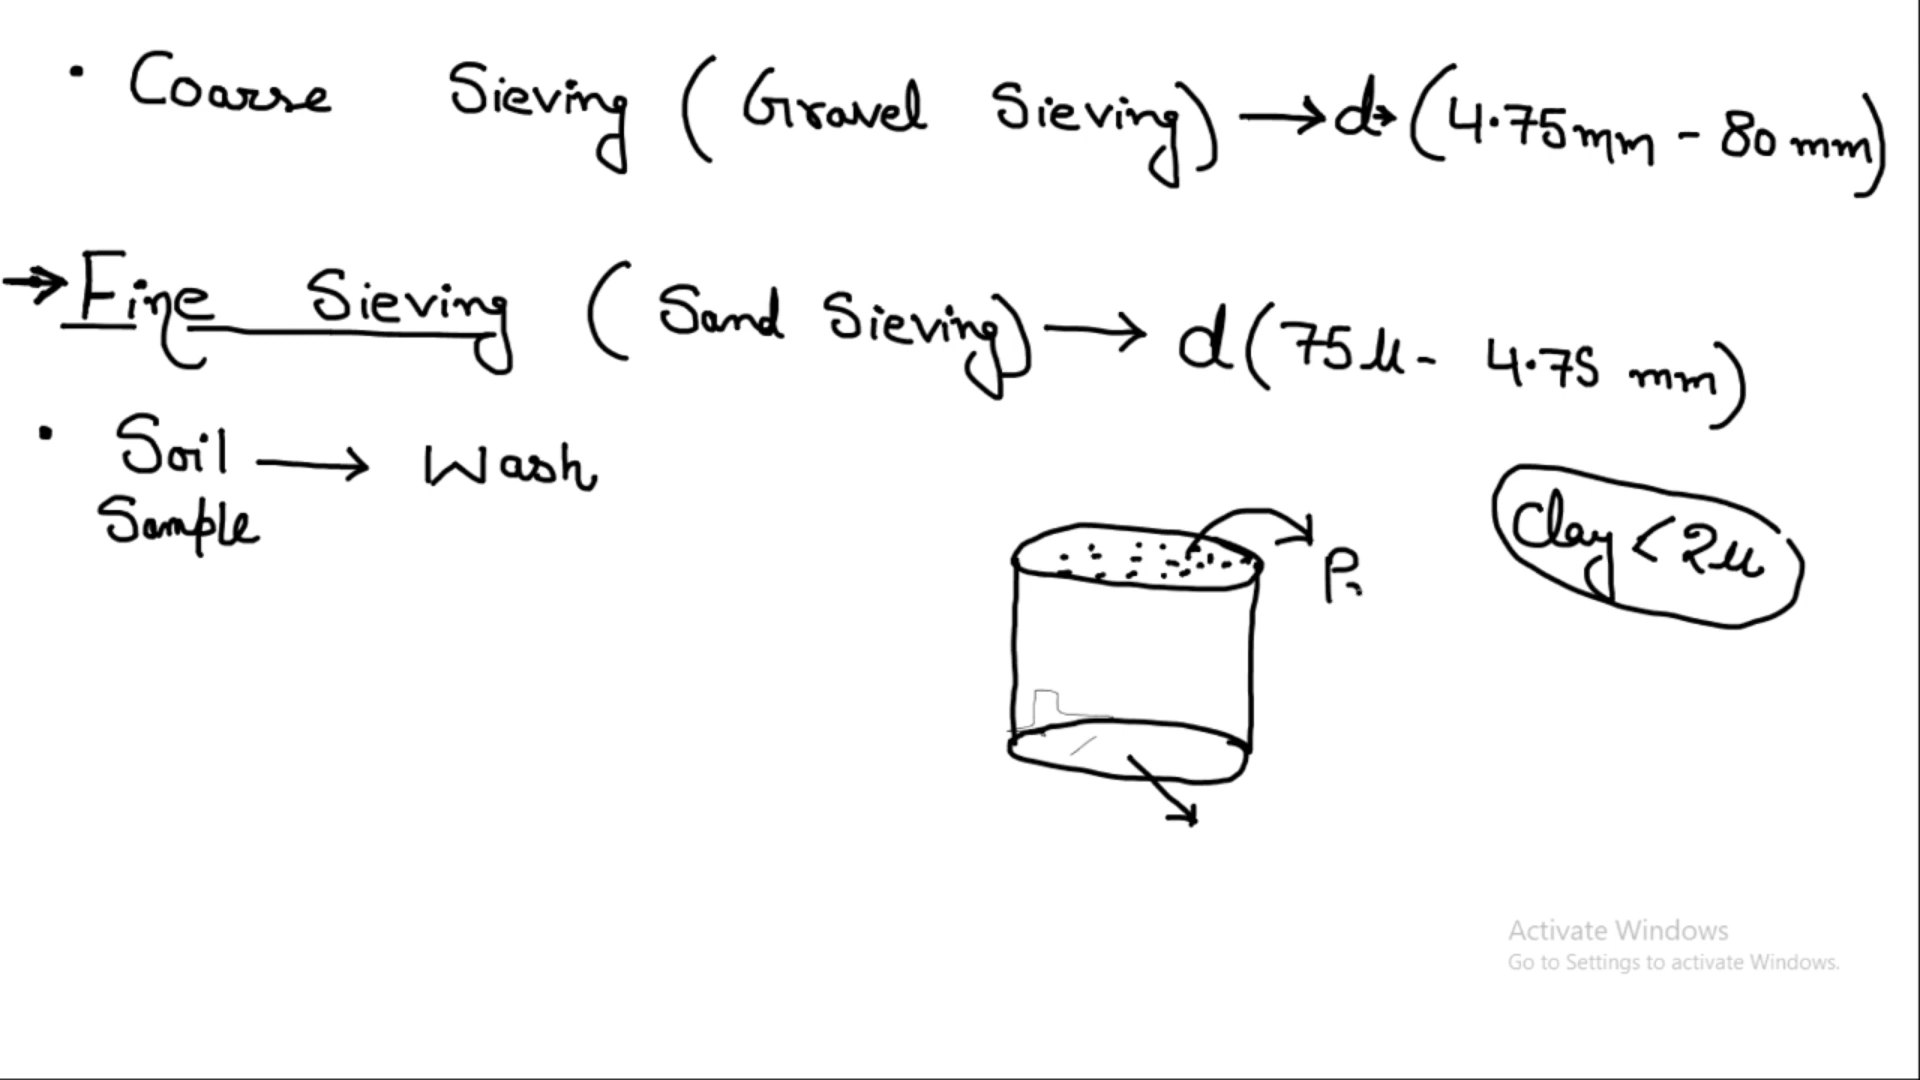 • Coarse Sieving (Gravel Sieving) → d → (4.75mm - 80 mm)
→ Fine Sieving (Sand Sieving) → d (75μ - 4.75 mm)
• Soil → Wash
Sample
Clay < 2μ
Activate Windows
Go to Settings to activate Windows.